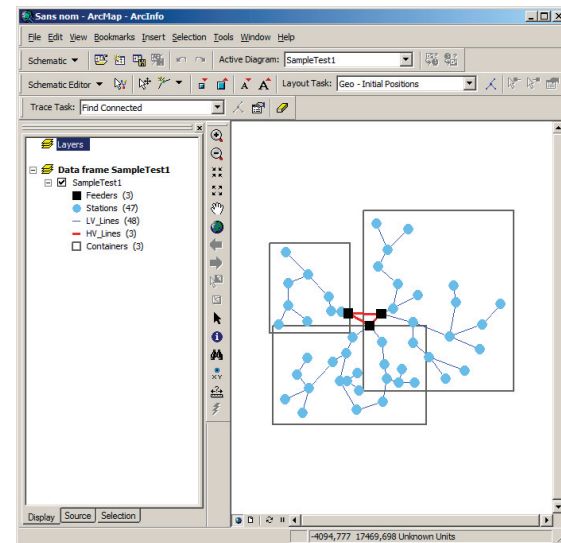 Sans nom - ArcMap - ArcInfo
File Edit View Bookmarks Insert Selection Tools Window Help
Schematic Active Diagram: SampleTest1
Schematic Editor Layout Task: Geo - Initial Positions
Trace Task: Find Connected
Layers
Data frame SampleTest1
SampleTest1
Feeders (3)
Stations (47)
LV_Lines (48)
HV_Lines (3)
Containers (3)
XY
Display Source Selection
-4094,777 17469,698 Unknown Units